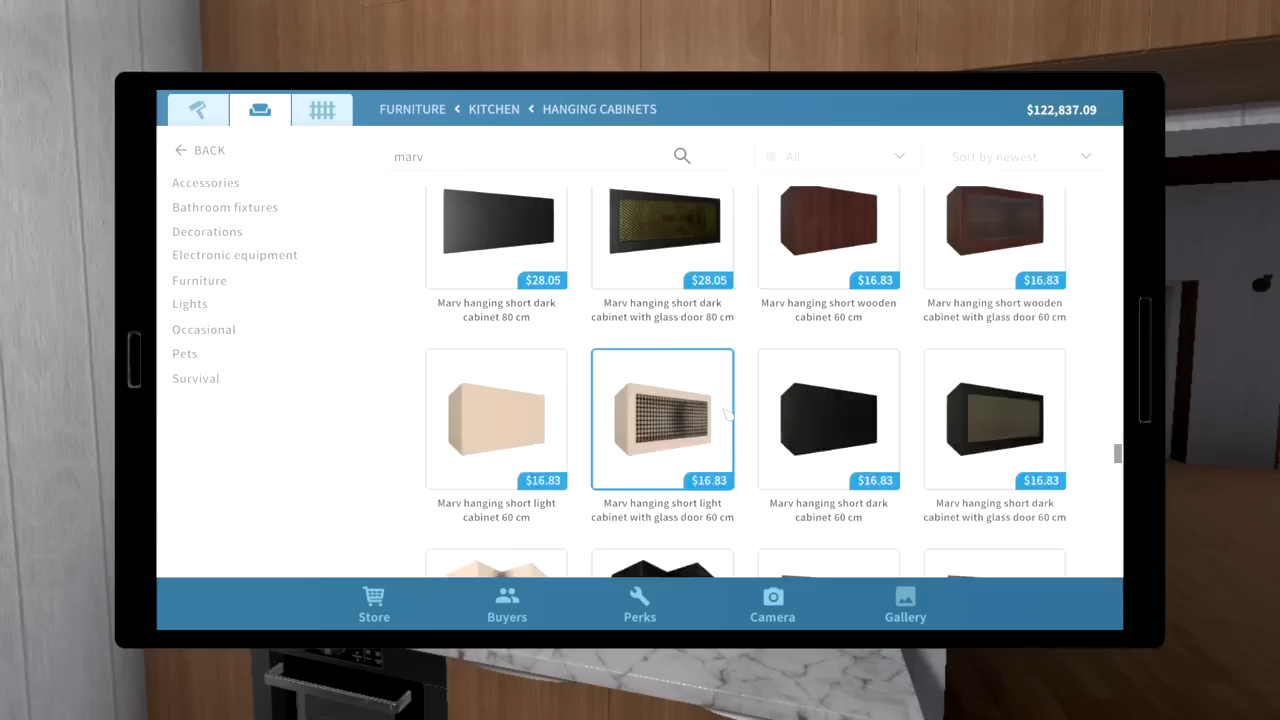 FURNITURE < KITCHEN < HANGING CABINETS
$122,837.09
BACK
marv
All
Sort by newest
Accessories
Bathroom fixtures
Decorations
Electronic equipment
Furniture
Lights
Occasional
Pets
Survival
$28.05
$28.05
$16.83
$16.83
Marv hanging short dark
cabinet 80 cm
Marv hanging short dark
cabinet with glass door 80 cm
Marv hanging short wooden
cabinet 60 cm
Marv hanging short wooden
cabinet with glass door 60 cm
$16.83
$16.83
$16.83
$16.83
Marv hanging short light
cabinet 60 cm
Marv hanging short light
cabinet with glass door 60 cm
Marv hanging short dark
cabinet 60 cm
Marv hanging short dark
cabinet with glass door 60 cm
Store
Buyers
Perks
Camera
Gallery